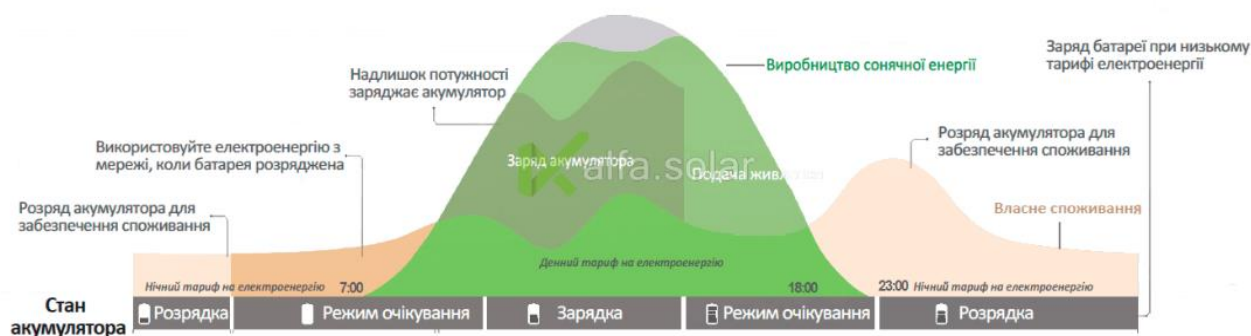 Заряд батареї при низькому
тарифі електроенергії
Виробництво сонячної енергії
Надлишок потужності
заряджає акумулятор
Розряд акумулятора для
забезпечення споживання
Використовуйте електроенергію з
мережі, коли батарея розряджена
Заряд акумулятора
alfa.solar
Подача живлення
Розряд акумулятора для
забезпечення споживання
Власне споживання
Денний тариф на електроенергію
Нічний тариф на електроенергію
7:00
18:00
23:00 Нічний тариф на електроенергію
Стан
акумулятора
Розрядка
Режим очікування
Зарядка
Режим очікування
Розрядка